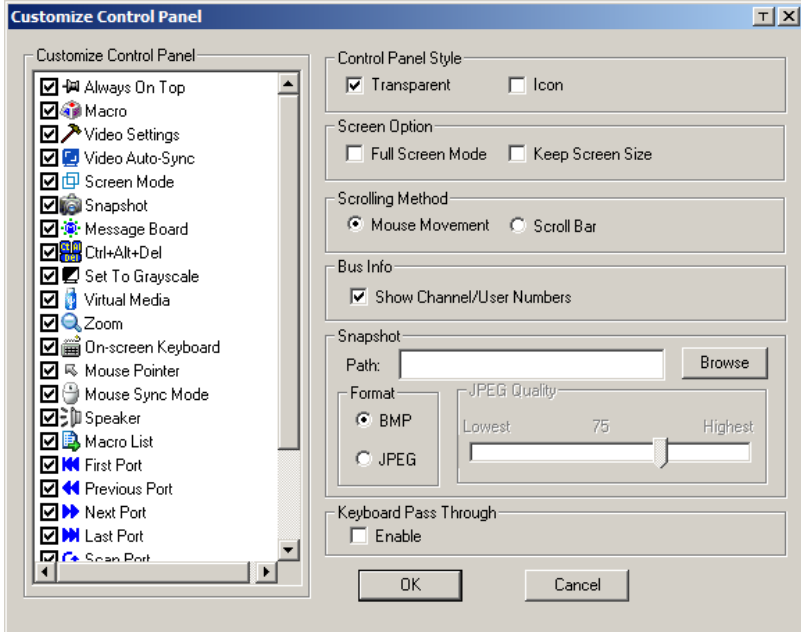 Customize Control Panel
Customize Control Panel
Always On Top
Macro
Video Settings
Video Auto-Sync
Screen Mode
Snapshot
Message Board
Ctrl+Alt+Del
Set To Grayscale
Virtual Media
Zoom
On-screen Keyboard
Mouse Pointer
Mouse Sync Mode
Speaker
Macro List
First Port
Previous Port
Next Port
Last Port
Scan Port
Control Panel Style
Transparent Icon
Screen Option
Full Screen Mode Keep Screen Size
Scrolling Method
Mouse Movement Scroll Bar
Bus Info
Show Channel/User Numbers
Snapshot
Path: Browse
Format
BMP
JPEG
JPEG Quality
Lowest 75 Highest
Keyboard Pass Through
Enable
OK Cancel